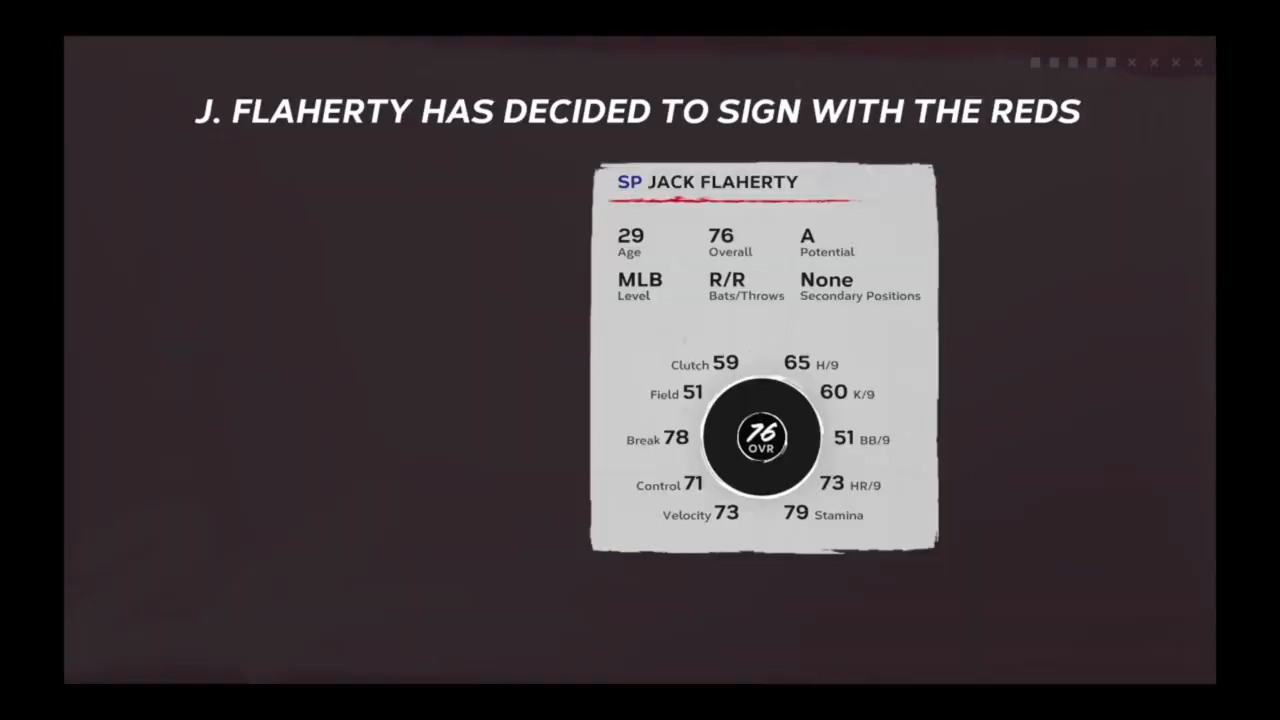 J. FLAHERTY HAS DECIDED TO SIGN WITH THE REDS
SP JACK FLAHERTY
29 76 A
Age Overall Potential
MLB R/R None
Level Bats/Throws Secondary Positions
Clutch 59 65 H/9
Field 51 60 K/9
Break 78 51 BB/9
76
OVR
Control 71 73 HR/9
Velocity 73 79 Stamina